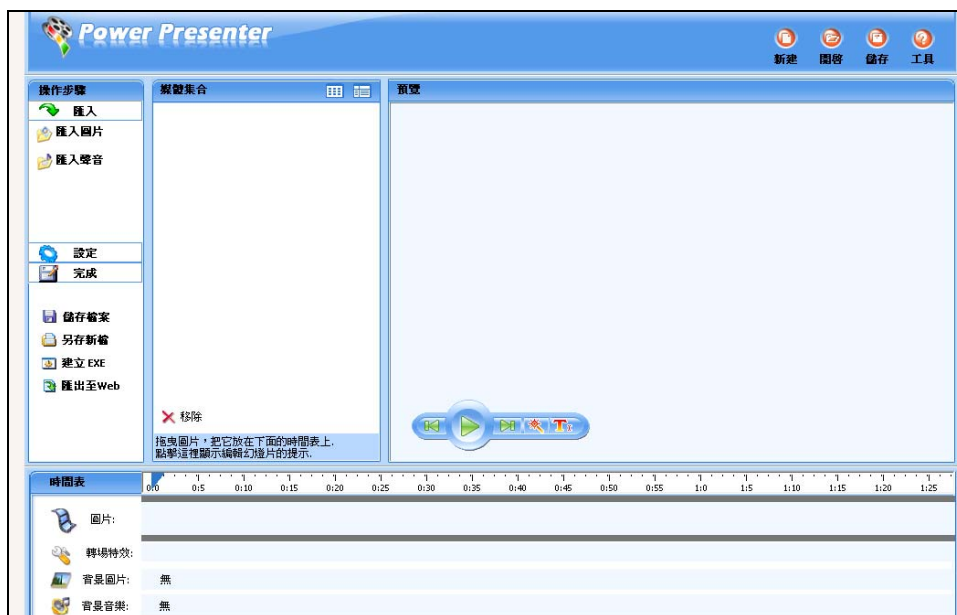 Power Presenter
新建 開啓 儲存 工具
操作步驟
匯入
匯入圖片
匯入聲音
設定
完成
儲存檔案
另存新檔
建立 EXE
匯出至Web
媒體集合
移除
拖曳圖片，把它放在下面的時間表上.
點擊這裡顯示編輯幻燈片的提示.
預覽
T
時間表
0:0 0:5 0:10 0:15 0:20 0:25 0:30 0:35 0:40 0:45 0:50 0:55 1:0 1:5 1:10 1:15 1:20 1:25
圖片:
轉場特效:
背景圖片: 無
背景音樂: 無